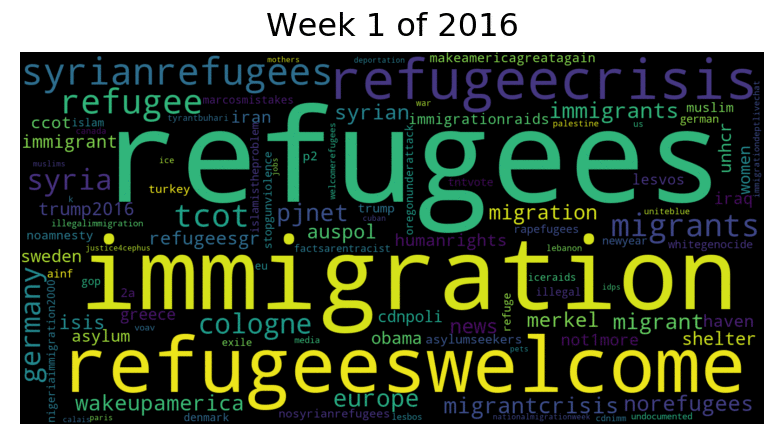 Week 1 of 2016
mothers
deportation
makeamericagreatagain
syrianrefugees
refugeecrisis
refugee
marcosmistakes
war
syrian
immigrants
muslim
ccot
islam
canada
tyrantbuhari
iran
immigrationraids
palestine
us
german
immigrant
refugees
unhcr
immigrationdeptlivechat
muslims
ice
p2
welcomerefugees
oregonunderattack
women
syria
k
turkey
islamistheproblem
jobs
stopgunviolence
tntvote
lesvos
iraq
trump2016
tcot
pjnet
trump
cuban
migration
rapefugees
uniteblue
illegalimmigration
auspol
migrants
noamnesty
justice4cephus
refugeesgr
factsarentracist
humanrights
lebanon
newyear
whitegenocide
sweden
immigration
ainf
gop
eu
iceraids
idps
germany
nigeriaimmigration2000
2a
greece
illegal
refuge
isis
voav
cologne
cdnpoli
news
merkel
migrant
haven
asylum
exile
media
obama
asylumseekers
pets
not1more
shelter
refugeeswelcome
wakeupamerica
europe
migrantcrisis
norefugees
calais
paris
denmark
nosyrianrefugees
lesbos
nationalmigrationweek
cdnimm
undocumented